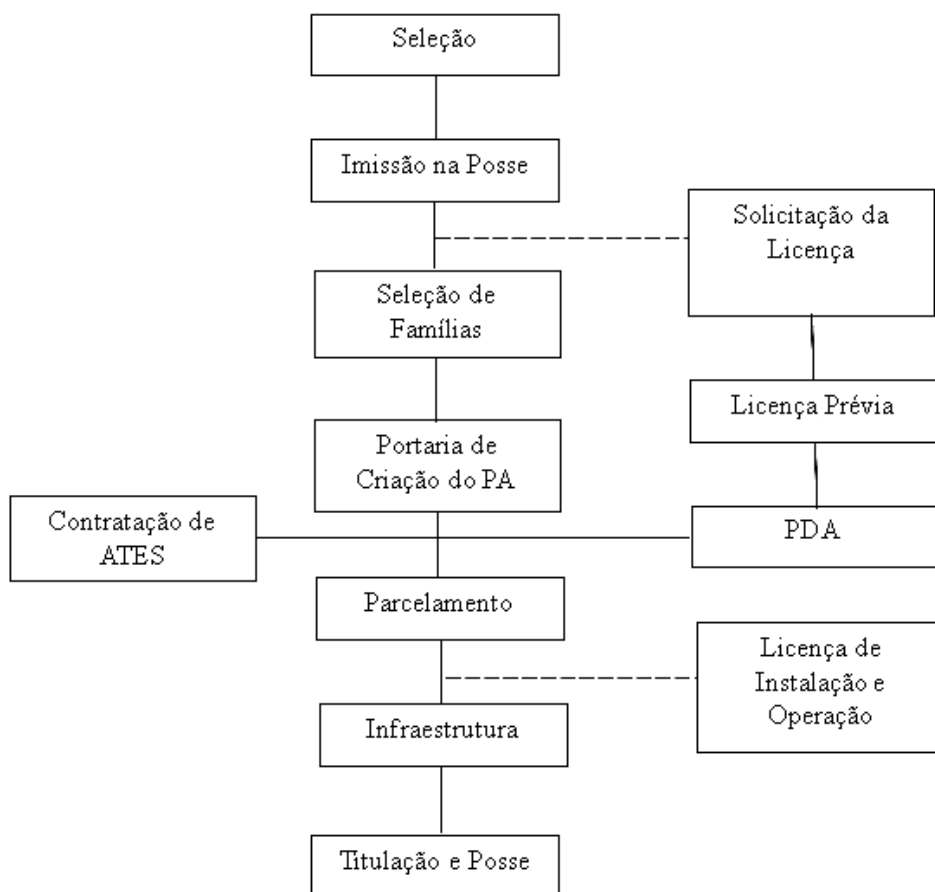 Seleção
Imissão na Posse
Solicitação da
Licença
Seleção de
Famílias
Licença Prévia
Portaria de
Criação do PA
Contratação de
ATES
PDA
Parcelamento
Licença de
Instalação e
Operação
Infraestrutura
Titulação e Posse